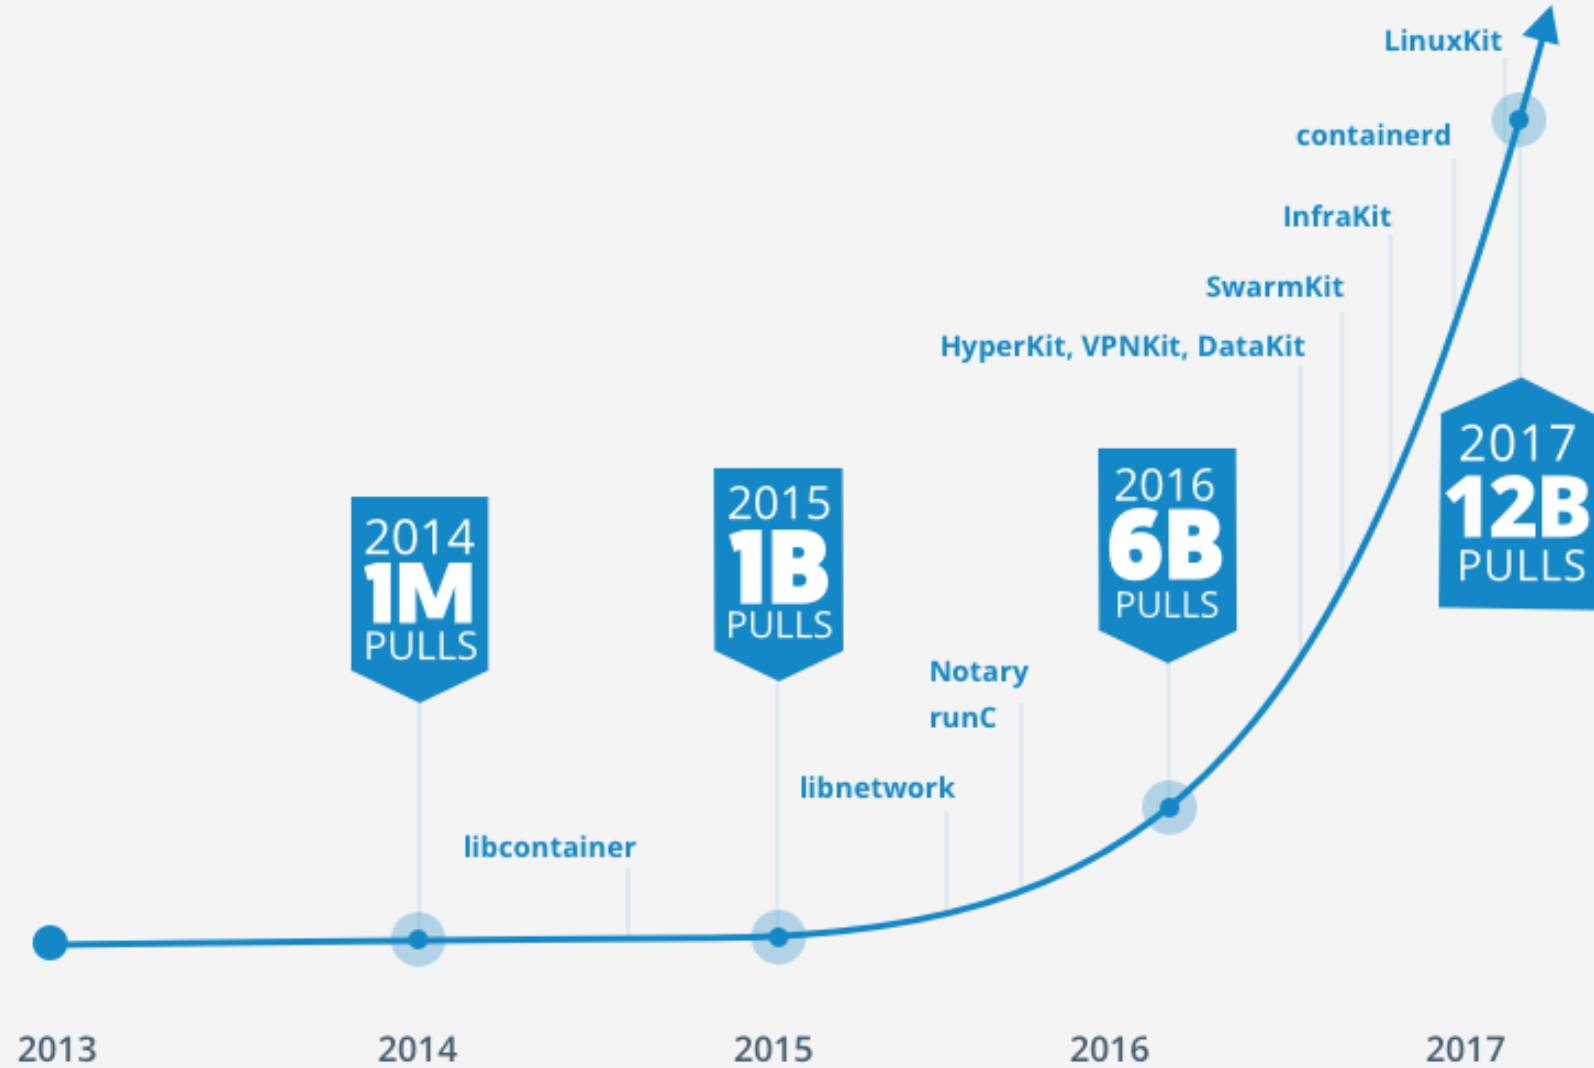 LinuxKit
containerd
InfraKit
SwarmKit
HyperKit, VPNKit, DataKit
2014
1M
PULLS
2015
1B
PULLS
2016
6B
PULLS
2017
12B
PULLS
Notary
runC
libnetwork
libcontainer
2013
2014
2015
2016
2017